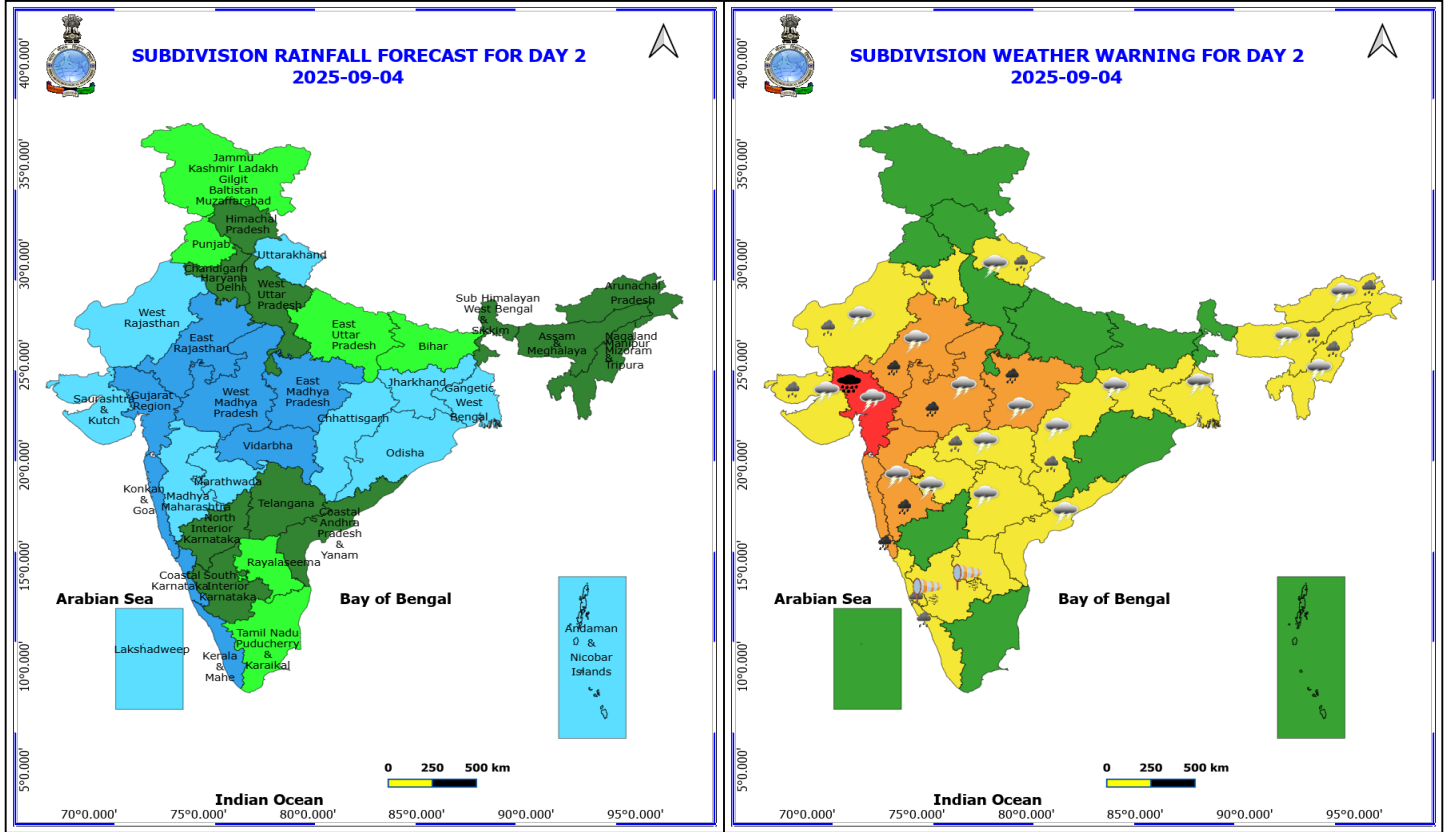 SUBDIVISION RAINFALL FORECAST FOR DAY 2
2025-09-04
40°0.000'
35°0.000'
30°0.000'
25°0.000'
20°0.000'
15°0.000'
10°0.000'
5°0.000'
Jammu
Kashmir Ladakh
Gilgit
Baltistan
Muzaffarabad
Himachal
Pradesh
Punjab
Uttarakhand
Chandigarh
Haryana
Delhi
West
Uttar
Pradesh
West
Rajasthan
East
Rajasthan
East
Uttar
Pradesh
Bihar
Sub Himalayan
West Bengal
&
Sikkim
Arunachal
Pradesh
Assam
&
Meghalaya
Nagaland
Manipur
Mizoram
&
Tripura
Saurashtra
&
Kutch
Gujarat
Region
West
Madhya
Pradesh
East
Madhya
Pradesh
Jharkhand
Gangetic
West
Bengal
Chhattisgarh
Odisha
Vidarbha
Marathwada
Madhya
Maharashtra
Konkan
&
Goa
Telangana
North
Interior
Karnataka
Coastal
Andhra
Pradesh
&
Yanam
Rayalaseema
Coastal
Karnataka
South
Interior
Karnataka
Tamil Nadu
Puducherry
&
Karaikal
Kerala
&
Mahe
Arabian Sea
Bay of Bengal
Lakshadweep
Andaman
&
Nicobar
Islands
0 250 500 km
Indian Ocean
70°0.000' 75°0.000' 80°0.000' 85°0.000' 90°0.000' 95°0.000'
SUBDIVISION WEATHER WARNING FOR DAY 2
2025-09-04
40°0.000'
35°0.000'
30°0.000'
25°0.000'
20°0.000'
15°0.000'
10°0.000'
5°0.000'
Arabian Sea
Bay of Bengal
0 250 500 km
Indian Ocean
70°0.000' 75°0.000' 80°0.000' 85°0.000' 90°0.000' 95°0.000'